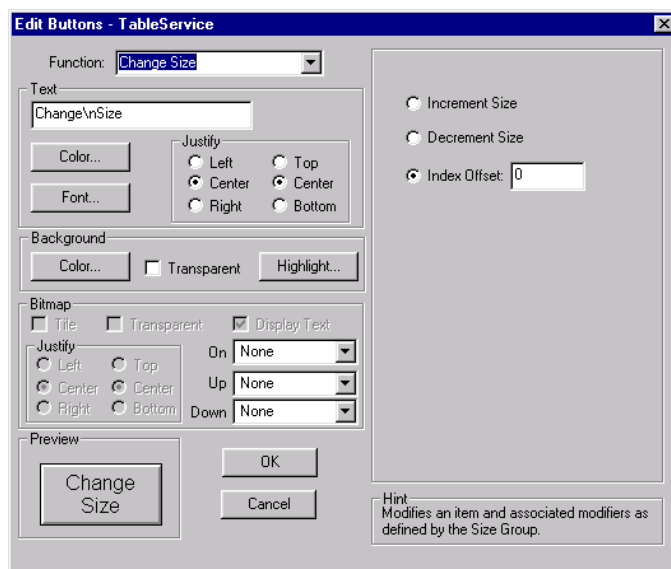 Edit Buttons - TableService
Function: Change Size
Text
Change\nSize
Color...
Font...
Justify
Left Top
Center Center
Right Bottom
Background
Color... Transparent Highlight...
Bitmap
Tile Transparent Display Text
Justify
Left Top
Center Center
Right Bottom
On None
Up None
Down None
Preview
Change
Size
OK
Cancel
Increment Size
Decrement Size
Index Offset: 0
Hint
Modifies an item and associated modifiers as
defined by the Size Group.